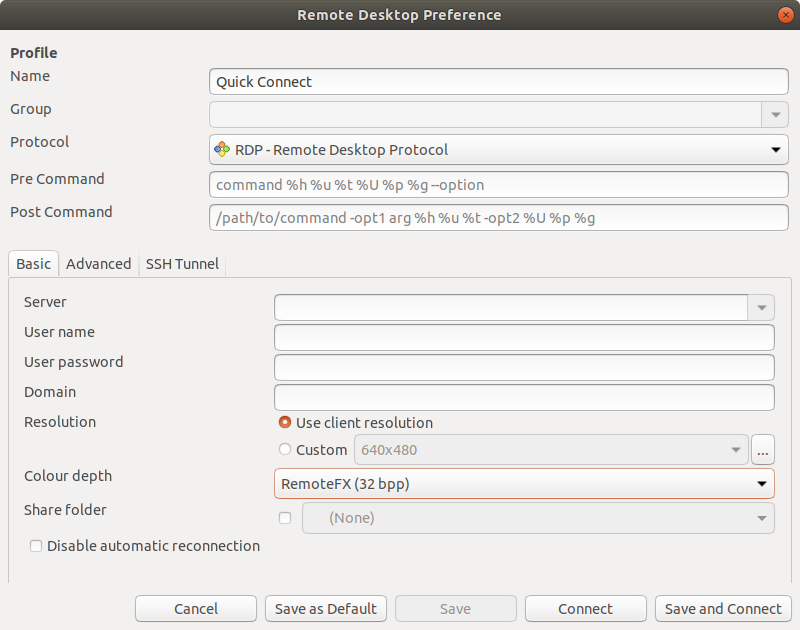 Remote Desktop Preference
Profile
Name
Quick Connect
Group
Protocol
RDP - Remote Desktop Protocol
Pre Command
command %h %u %t %U %p %g --option
Post Command
/path/to/command -opt1 arg %h %u %t -opt2 %U %p %g
Basic
Advanced
SSH Tunnel
Server
User name
User password
Domain
Resolution
Use client resolution
Custom
640x480
...
Colour depth
RemoteFX (32 bpp)
Share folder
(None)
Disable automatic reconnection
Cancel
Save as Default
Save
Connect
Save and Connect